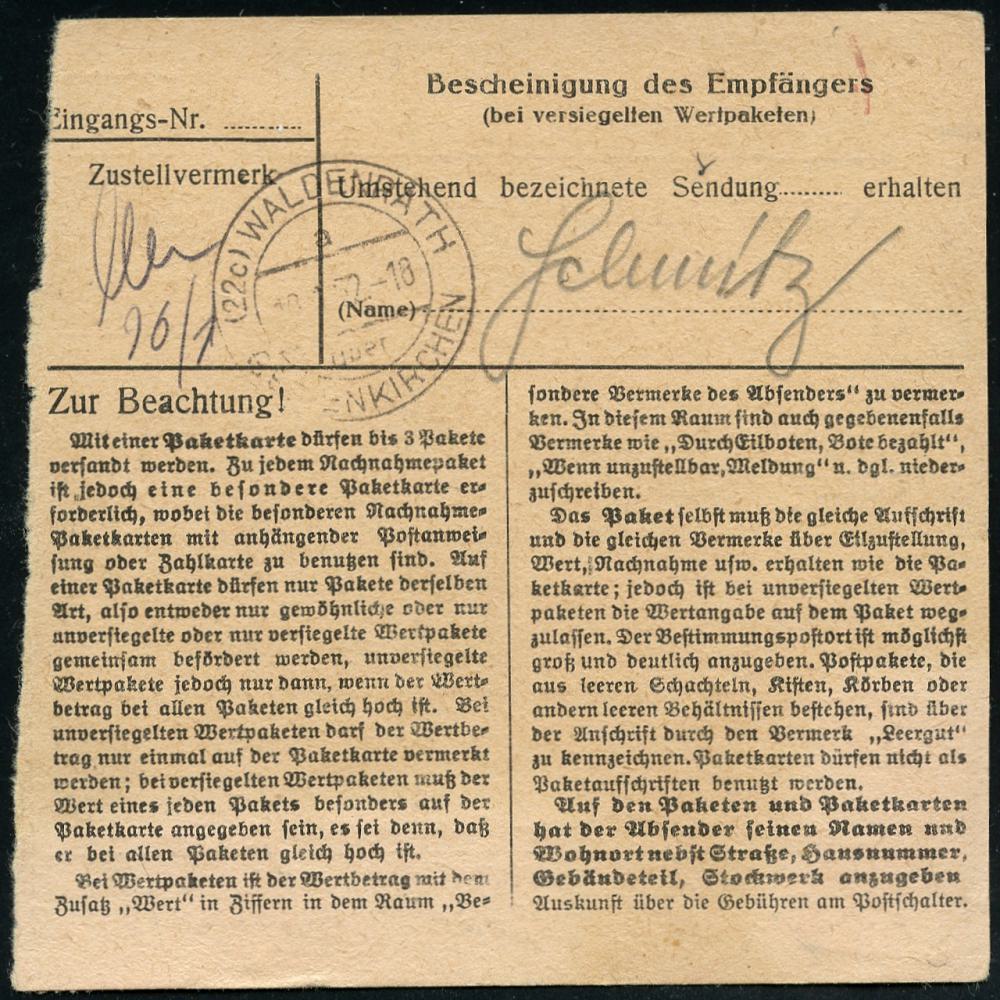 Bescheinigung des Empfängers
(bei versiegelten Wertpaketen)
Eingangs-Nr. ..........
Zustellvermerk
Umstehend bezeichnete Sendung......... erhalten
(22c) WALDENRATH
a
-18
über
ENKIRCHEN
26/1
(Name) Schmitz
Zur Beachtung!
Mit einer Paketkarte dürfen bis 3 Pakete
versandt werden. Zu jedem Nachnahmepaket
ist jedoch eine besondere Paketkarte er-
forderlich, wobei die besonderen Nachnahme-
Paketkarten mit anhängender Postanwei-
sung oder Zahlkarte zu benutzen sind. Auf
einer Paketkarte dürfen nur Pakete derselben
Art, also entweder nur gewöhnliche oder nur
unversiegelte oder nur versiegelte Wertpakete
gemeinsam befördert werden, unversiegelte
Wertpakete jedoch nur dann, wenn der Wert-
betrag bei allen Paketen gleich hoch ist. Bei
unversiegelten Wertpaketen darf der Wertbe-
trag nur einmal auf der Paketkarte vermerkt
werden; bei versiegelten Wertpaketen muß der
Wert eines jeden Pakets besonders auf der
Paketkarte angegeben sein, es sei denn, daß
er bei allen Paketen gleich hoch ist.
Bei Wertpaketen ist der Wertbetrag mit dem
Zusatz „Wert" in Ziffern in dem Raum „Be-
sondere Vermerke des Absenders" zu vermer-
ken. In diesem Raum sind auch gegebenenfalls
Vermerke wie „Durch Eilboten, Bote bezahlt",
„Wenn unzustellbar, Meldung" u. dgl. nieder-
zuschreiben.
Das Paket selbst muß die gleiche Aufschrift
und die gleichen Vermerke über Eilzustellung,
Wert, Nachnahme usw. erhalten wie die Pa-
ketkarte; jedoch ist bei unversiegelten Wert-
paketen die Wertangabe auf dem Paket weg-
zulassen. Der Bestimmungspostort ist möglichst
groß und deutlich anzugeben. Postpakete, die
aus leeren Schachteln, Kisten, Körben oder
andern leeren Behältnissen bestehen, sind über
der Anschrift durch den Vermerk „Leergut"
zu kennzeichnen. Paketkarten dürfen nicht als
Paketaufschriften benutzt werden.
Auf den Paketen und Paketkarten
hat der Absender seinen Namen und
Wohnort nebst Straße, Hausnummer,
Gebäudeteil, Stockwerk anzugeben
Auskunft über die Gebühren am Postschalter.